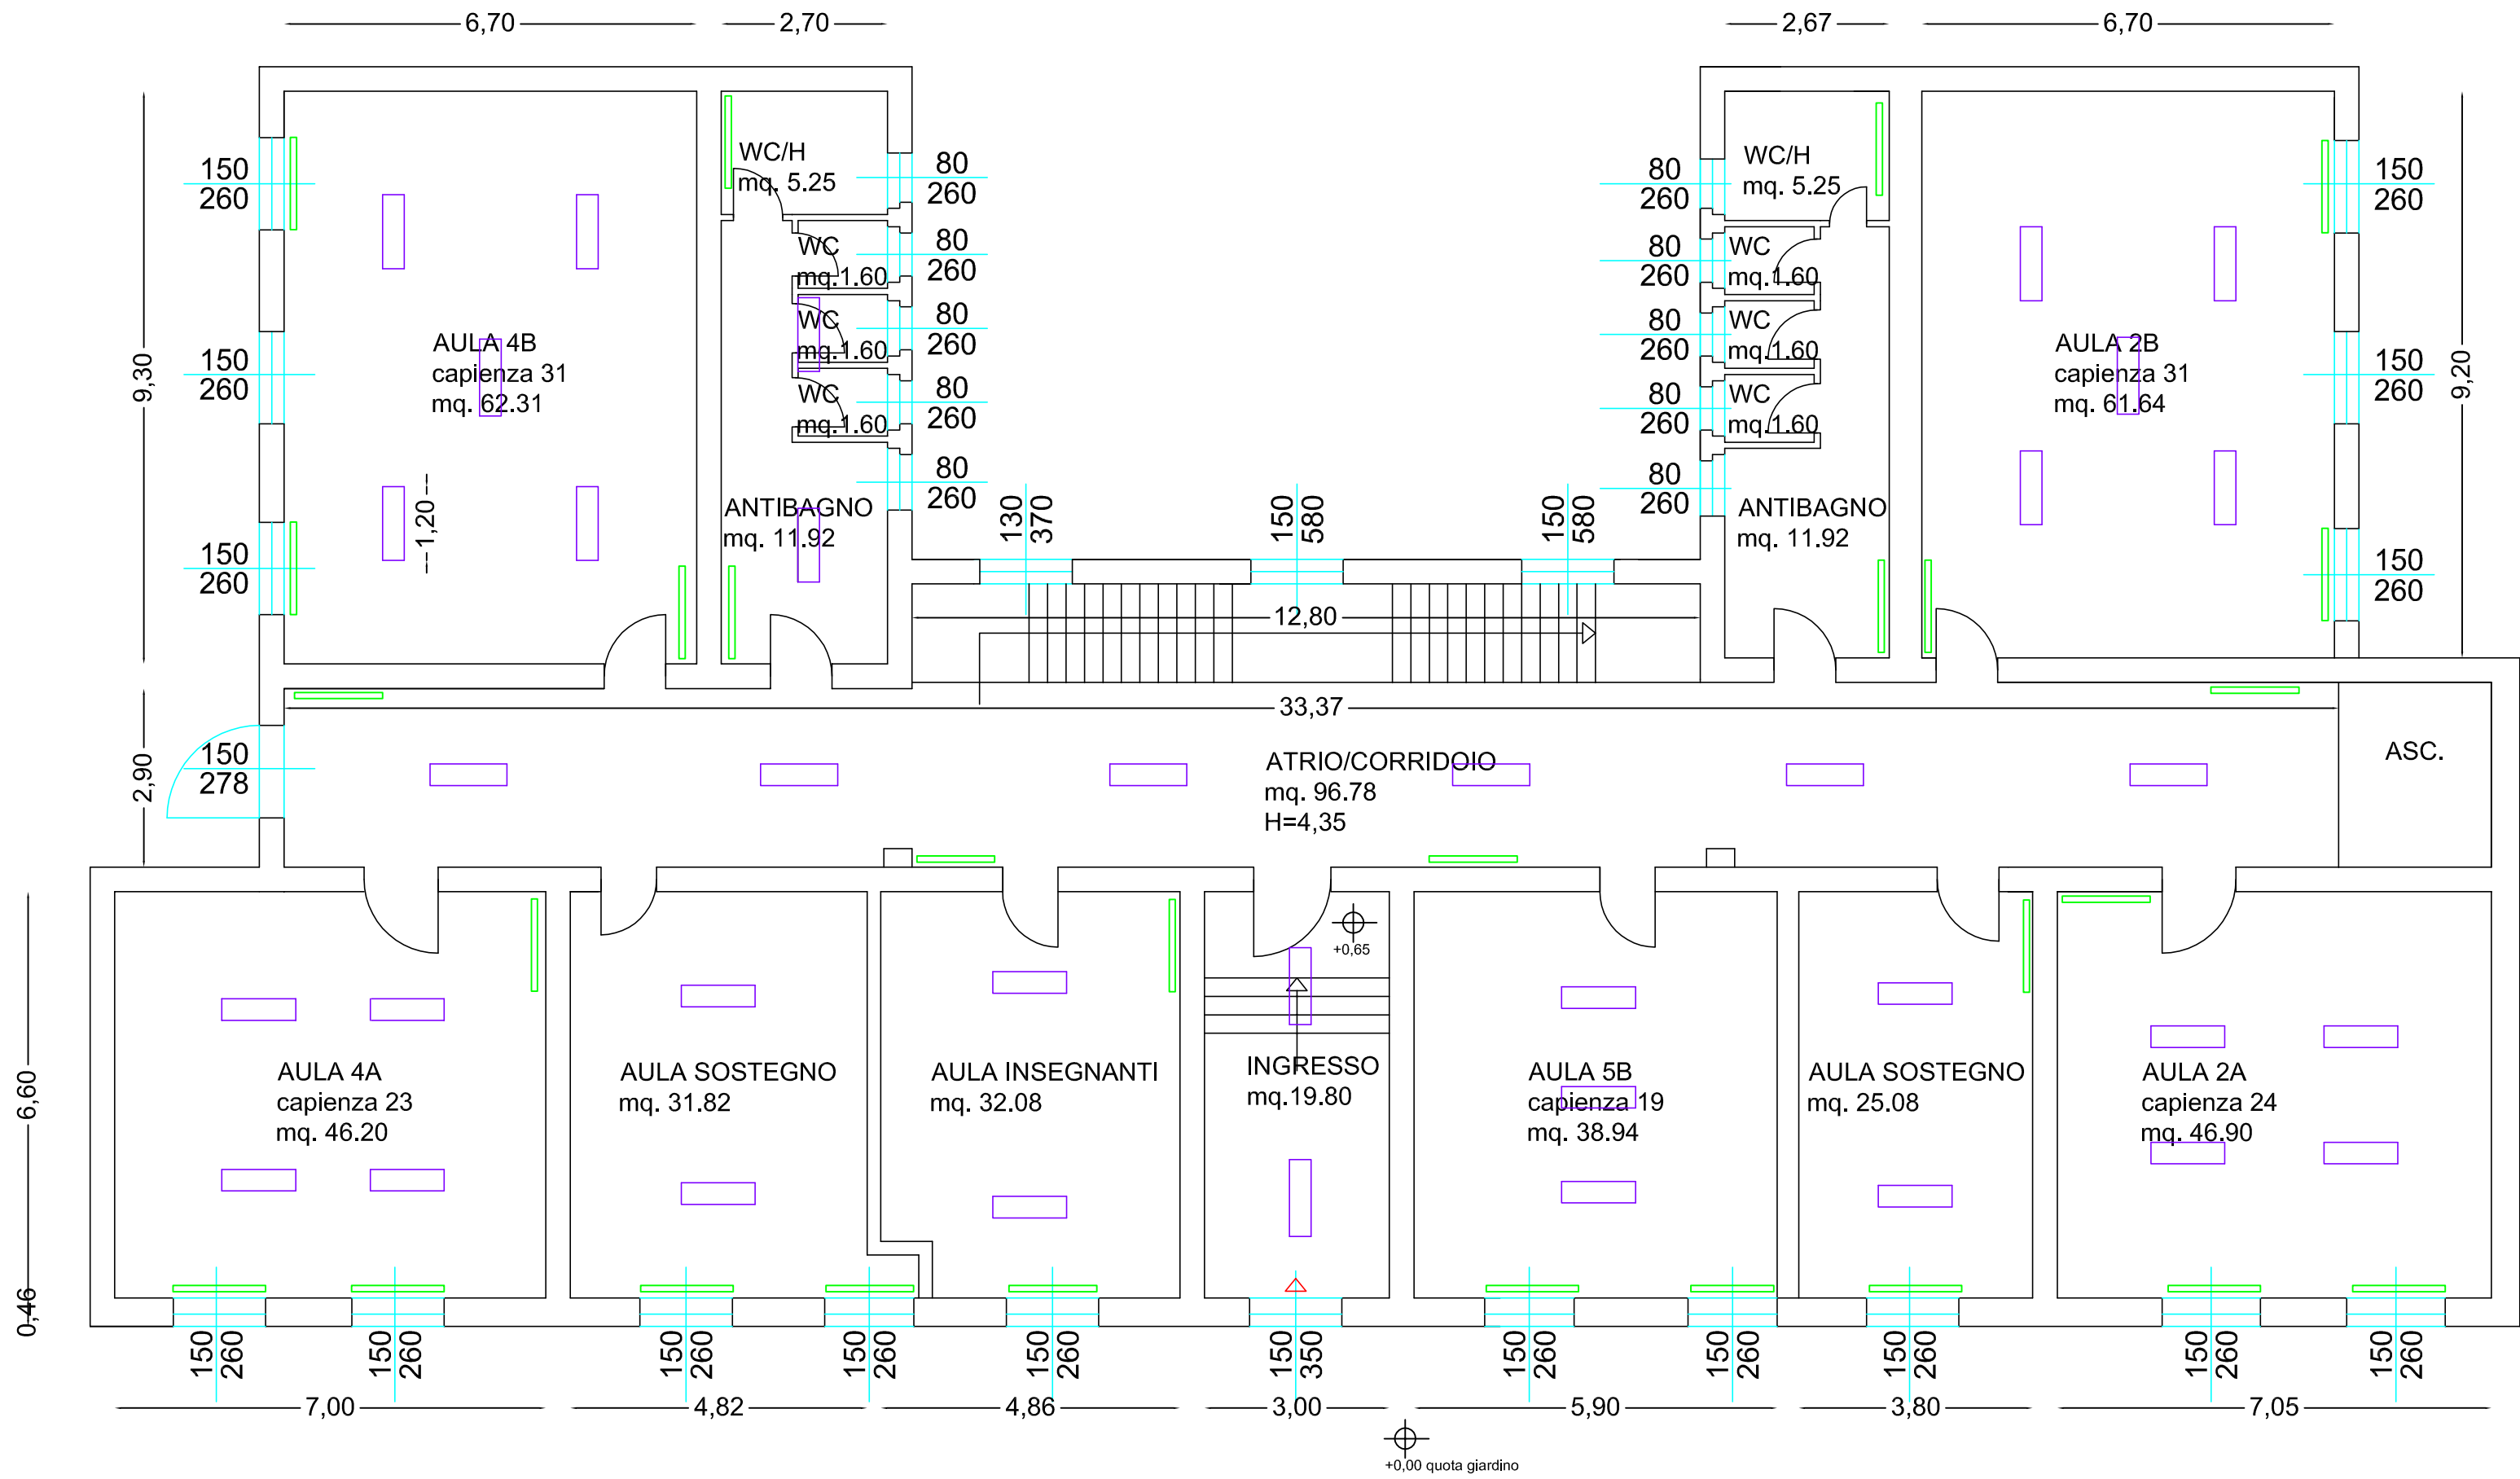 6,70
2,70
2,67
6,70
WC/H
mq. 5.25
WC/H
mq. 5.25
150
260
80
260
80
260
150
260
WC
mq.1.60
80
260
80
260
WC
mq.1.60
WC
mq.1.60
80
260
80
260
WC
mq.1.60
9,30
150
260
AULA 4B
capienza 31
mq. 62.31
WC
mq.1.60
80
260
80
260
WC
mq.1.60
AULA 2B
capienza 31
mq. 61.64
150
260
9,20
1,20
150
260
ANTIBAGNO
mq. 11.92
80
260
130
370
150
580
150
580
80
260
ANTIBAGNO
mq. 11.92
150
260
12,80
33,37
2,90
150
278
ATRIO/CORRIDOIO
mq. 96.78
H=4,35
ASC.
+0,65
6,60
AULA 4A
capienza 23
mq. 46.20
AULA SOSTEGNO
mq. 31.82
AULA INSEGNANTI
mq. 32.08
INGRESSO
mq.19.80
AULA 5B
capienza 19
mq. 38.94
AULA SOSTEGNO
mq. 25.08
AULA 2A
capienza 24
mq. 46.90
0,46
150
260
150
260
150
260
150
260
150
260
150
350
150
260
150
260
150
260
150
260
150
260
7,00
4,82
4,86
3,00
5,90
3,80
7,05
+0,00 quota giardino